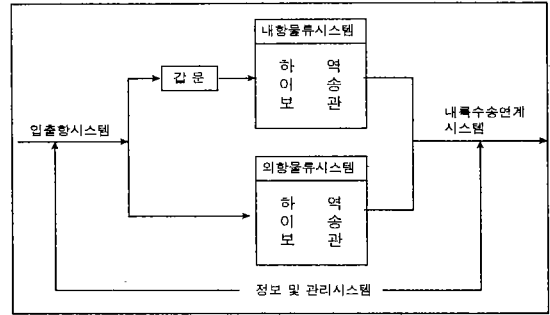 내항물류시스템
하 역
이 송
보 관
갑 문
입출항시스템
내륙수송연계
시스템
외항물류시스템
하 역
이 송
보 관
정보 및 관리시스템